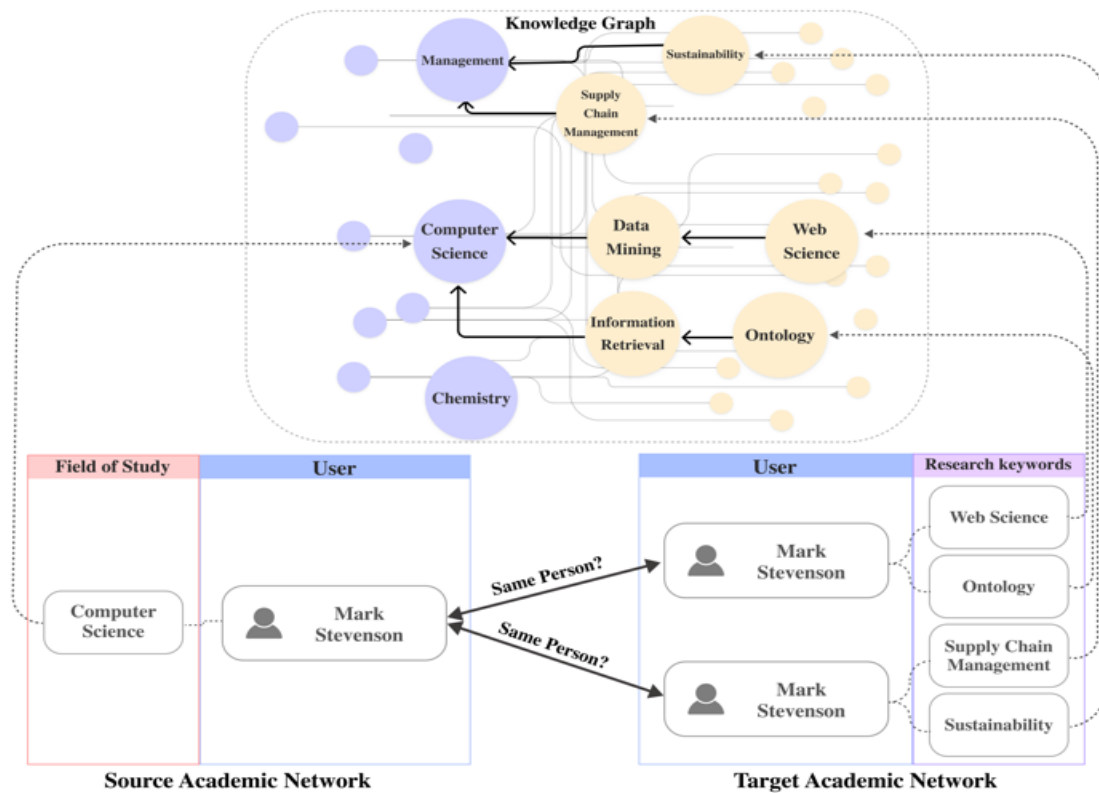 Knowledge Graph
Management
Sustainability
Supply
Chain
Management
Computer
Science
Data
Mining
Web
Science
Information
Retrieval
Ontology
Chemistry
Field of Study
User
Computer
Science
Mark
Stevenson
Same Person?
Same Person?
User
Research keywords
Mark
Stevenson
Web Science
Ontology
Mark
Stevenson
Supply Chain
Management
Sustainability
Source Academic Network
Target Academic Network